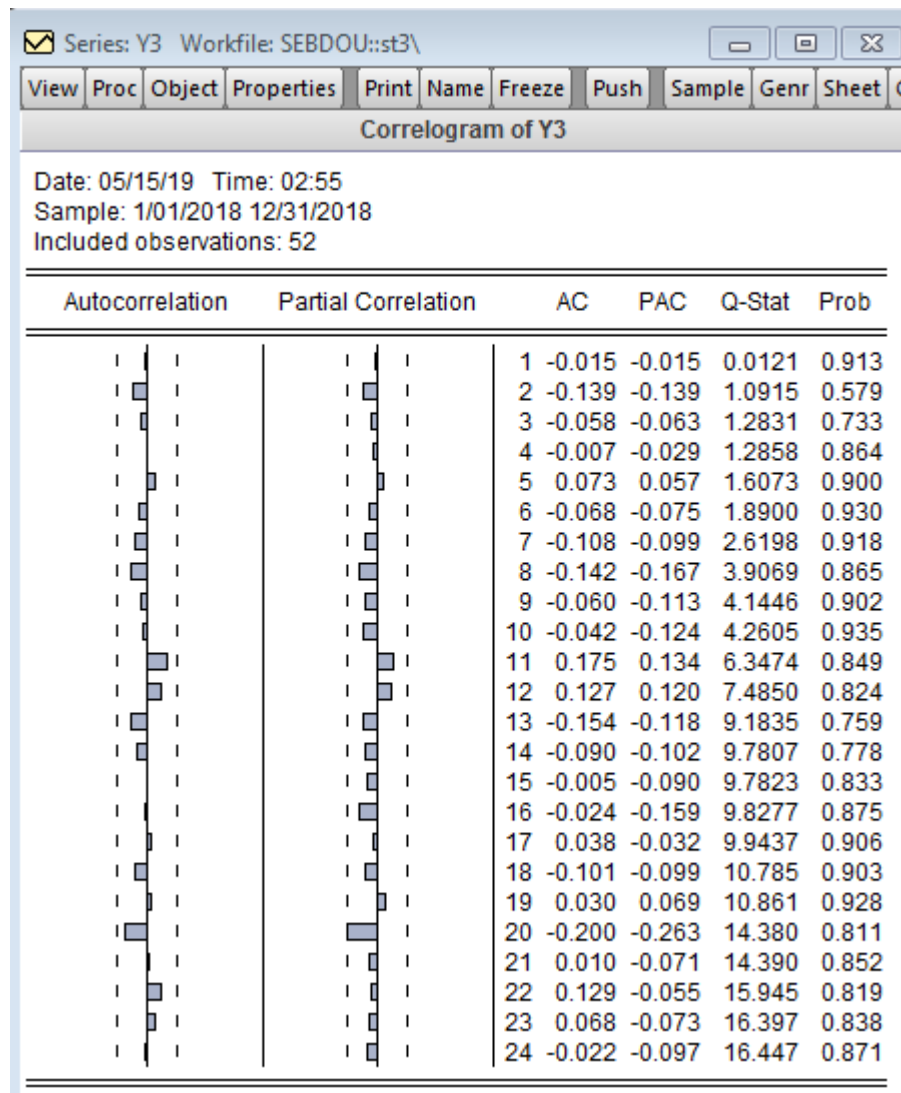 Series: Y3 Workfile: SEBDOU::st3\
View Proc Object Properties Print Name Freeze Push Sample Genr Sheet
Correlogram of Y3
Date: 05/15/19 Time: 02:55
Sample: 1/01/2018 12/31/2018
Included observations: 52
Autocorrelation Partial Correlation AC PAC Q-Stat Prob
1 -0.015 -0.015 0.0121 0.913
2 -0.139 -0.139 1.0915 0.579
3 -0.058 -0.063 1.2831 0.733
4 -0.007 -0.029 1.2858 0.864
5 0.073 0.057 1.6073 0.900
6 -0.068 -0.075 1.8900 0.930
7 -0.108 -0.099 2.6198 0.918
8 -0.142 -0.167 3.9069 0.865
9 -0.060 -0.113 4.1446 0.902
10 -0.042 -0.124 4.2605 0.935
11 0.175 0.134 6.3474 0.849
12 0.127 0.120 7.4850 0.824
13 -0.154 -0.118 9.1835 0.759
14 -0.090 -0.102 9.7807 0.778
15 -0.005 -0.090 9.7823 0.833
16 -0.024 -0.159 9.8277 0.875
17 0.038 -0.032 9.9437 0.906
18 -0.101 -0.099 10.785 0.903
19 0.030 0.069 10.861 0.928
20 -0.200 -0.263 14.380 0.811
21 0.010 -0.071 14.390 0.852
22 0.129 -0.055 15.945 0.819
23 0.068 -0.073 16.397 0.838
24 -0.022 -0.097 16.447 0.871